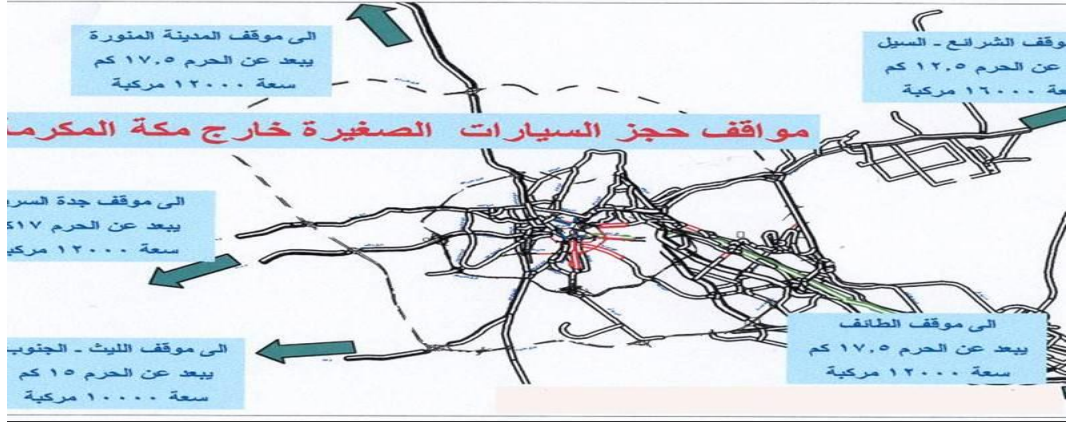 الى موقف المدينة المنورة
يبعد عن الحرم ١٧.٥ كم
سعة ١٢٠٠٠ مركبة
موقف الشرائع ـ السيل
عن الحرم ١٢.٥ كم
١٦٠٠٠ مركبة
مواقف حجز السيارات الصغيرة خارج مكة
الى موقف جدة
يبعد عن الحرم ١٧
سعة ١٢٠٠٠
الى موقف الليث ـ الجنوب
يبعد عن الحرم ١٥ كم
سعة ١٠٠٠٠ مركبة
الى موقف الطائف
يبعد عن الحرم ١٧.٥ كم
سعة ١٢٠٠٠ مركبة